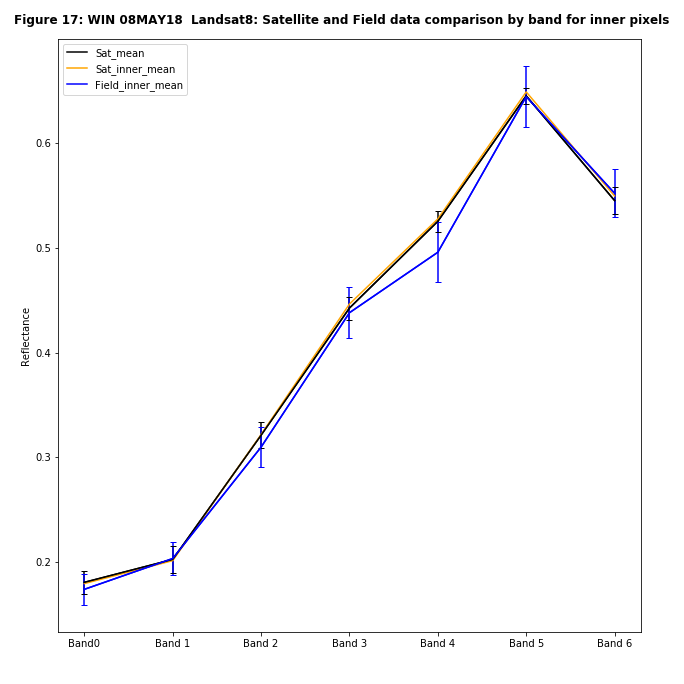 Figure 17: WIN 08MAY18  Landsat8: Satellite and Field data comparison by band for inner pixels
Sat_mean
Sat_inner_mean
Field_inner_mean
0.6
0.5
0.4
0.3
0.2
Reflectance
Band0
Band 1
Band 2
Band 3
Band 4
Band 5
Band 6